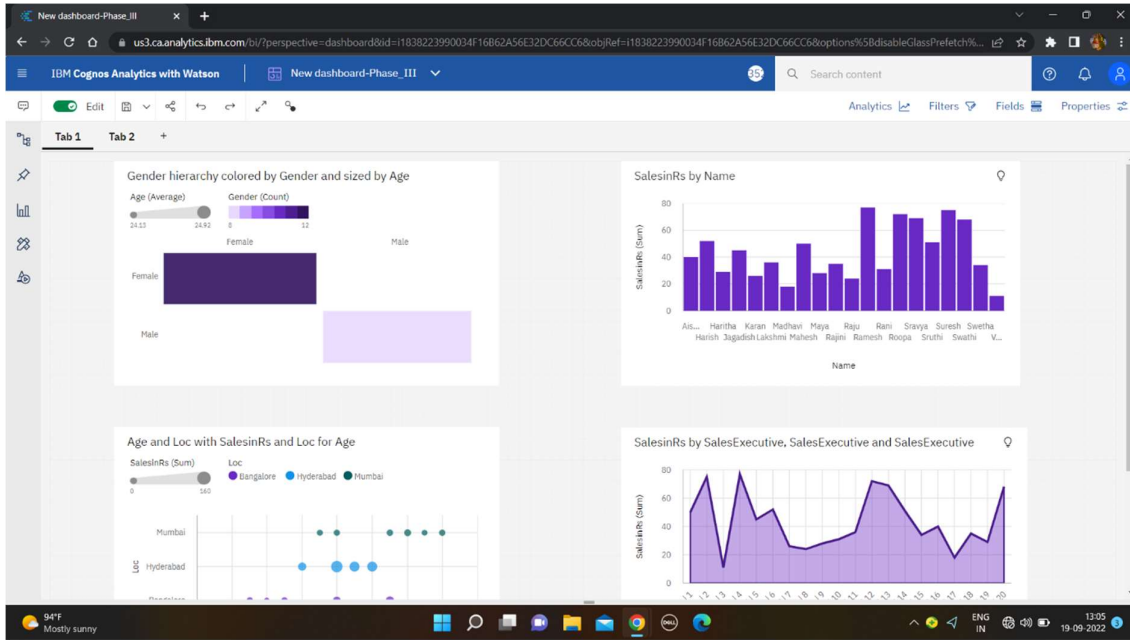 New dashboard-Phase_III
us3.ca.analytics.ibm.com/bi/?perspective=dashboard&id=i1838223990034F16B62A56E32DC66CC6&objRef=i1838223990034F16B62A56E32DC66CC6&options%5BdisableGlassPrefetch%...
IBM Cognos Analytics with Watson
New dashboard-Phase_III
35
Search content
Edit
Analytics
Filters
Fields
Properties
Tab 1
Tab 2
Gender hierarchy colored by Gender and sized by Age
Age (Average)
Gender (Count)
24.13
24.92
0
12
Female
Male
Female
Male
SalesinRs by Name
SalesinRs (Sum)
80
60
40
20
0
Ais... Haritha Karan Madhavi Maya Raju Rani Sravya Suresh Swetha
Harish Jagadish Lakshmi Mahesh Rajini Ramesh Roopa Sruthi Swathi V...
Name
Age and Loc with SalesinRs and Loc for Age
SalesInRs (Sum)
Loc
0
160
Bangalore
Hyderabad
Mumbai
Loc
Mumbai
Hyderabad
Bangalore
SalesinRs by SalesExecutive, SalesExecutive and SalesExecutive
SalesinRs (Sum)
80
60
40
20
0
94°F
Mostly sunny
DELL
ENG
IN
13:05
19-09-2022
3